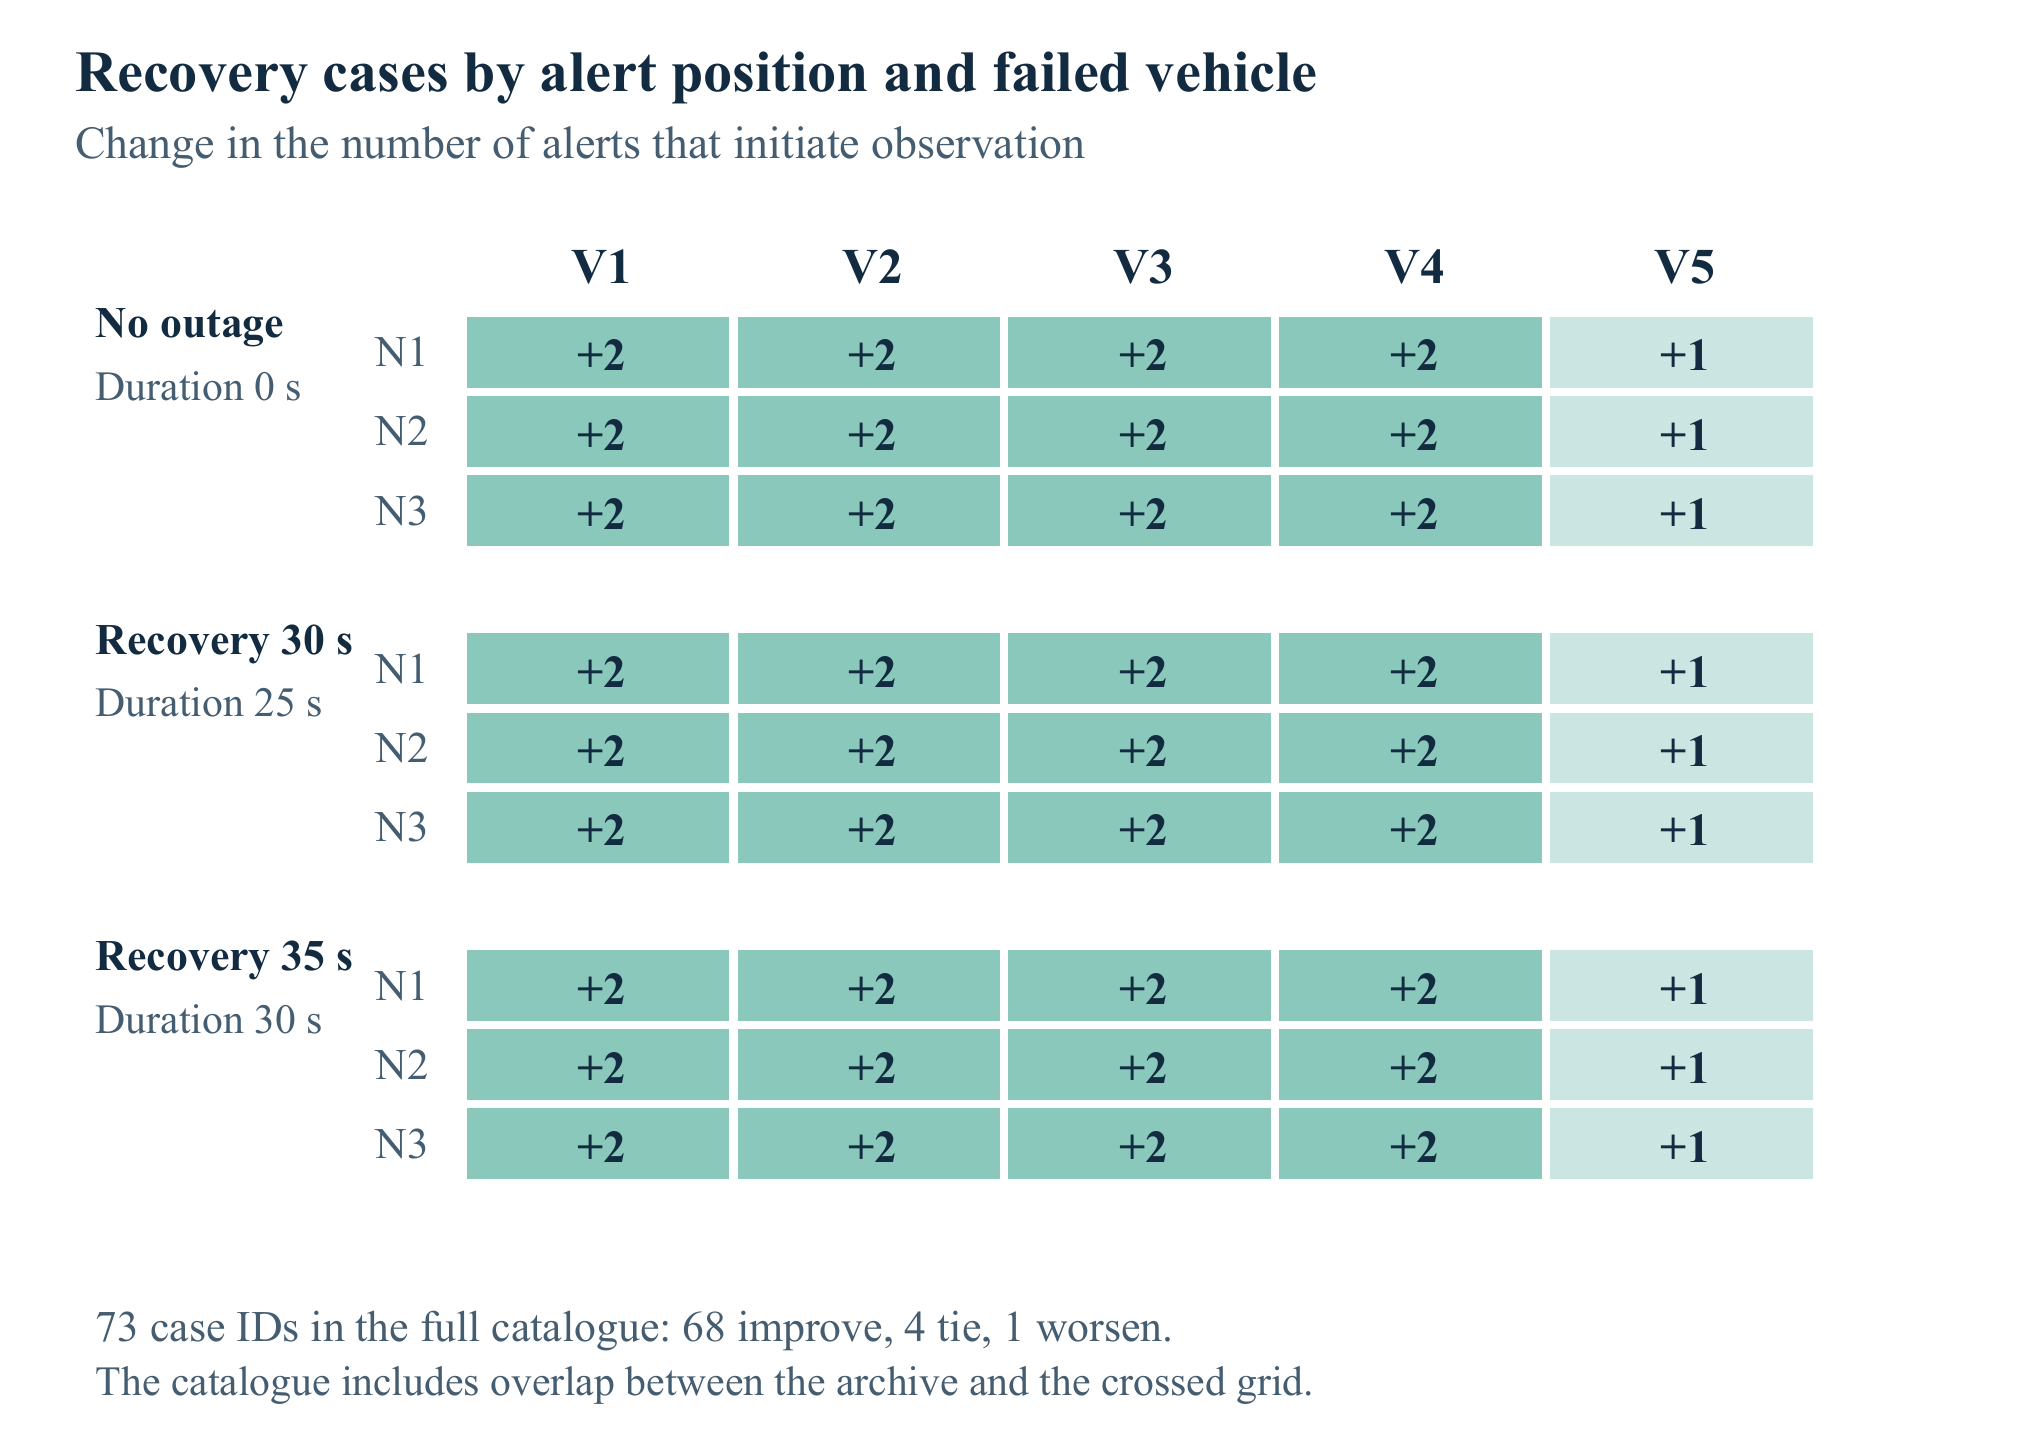 Recovery cases by alert position and failed vehicle
Change in the number of alerts that initiate observation
V1 V2 V3 V4 V5
No outage
Duration 0 s
N1 +2 +2 +2 +2 +1
N2 +2 +2 +2 +2 +1
N3 +2 +2 +2 +2 +1
Recovery 30 s
Duration 25 s
N1 +2 +2 +2 +2 +1
N2 +2 +2 +2 +2 +1
N3 +2 +2 +2 +2 +1
Recovery 35 s
Duration 30 s
N1 +2 +2 +2 +2 +1
N2 +2 +2 +2 +2 +1
N3 +2 +2 +2 +2 +1
73 case IDs in the full catalogue: 68 improve, 4 tie, 1 worsen.
The catalogue includes overlap between the archive and the crossed grid.